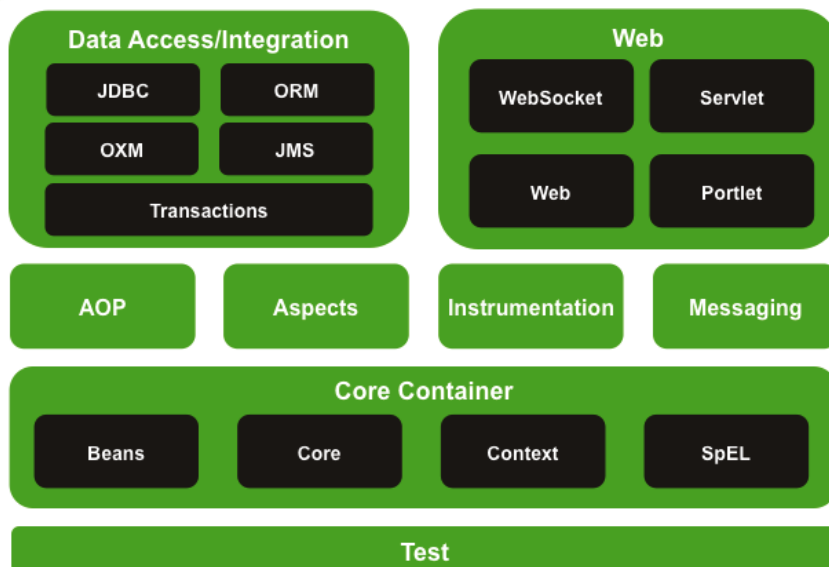 Data Access/Integration
JDBC
ORM
OXM
JMS
Transactions
Web
WebSocket
Servlet
Web
Portlet
AOP
Aspects
Instrumentation
Messaging
Core Container
Beans
Core
Context
SpEL
Test